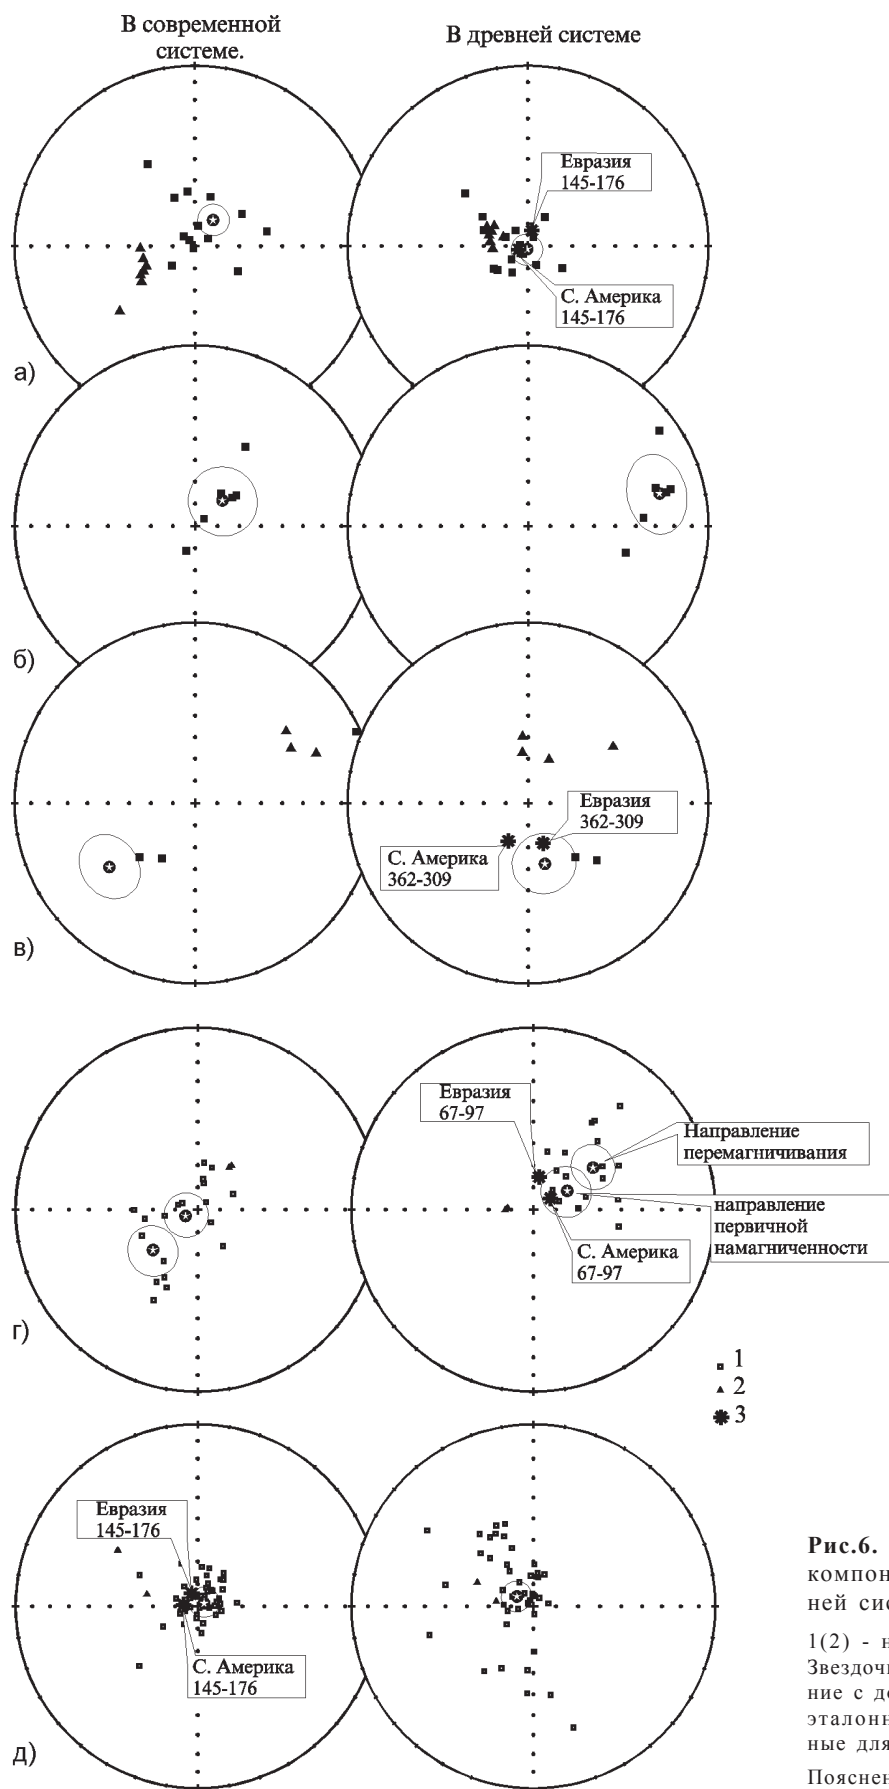 В современной
системе.
В древней системе
Евразия
145-176
С. Америка
145-176
а)
б)
Евразия
362-309
С. Америка
362-309
в)
Евразия
67-97
Направление
перемагничивания
направление
первичной
намагниченности
С. Америка
67-97
г)
1
2
3
Евразия
145-176
С. Америка
145-176
д)
Рис.6.
компон
ней сис
1(2) - н
Звездочк
ние с до
эталонн
ные для
Пояснен